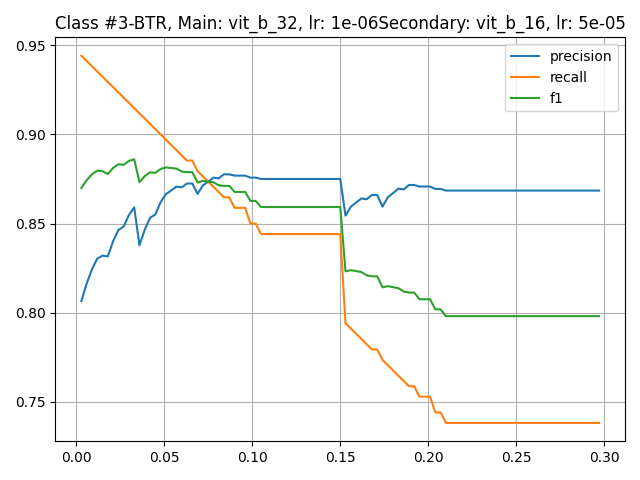 Class #3-BTR, Main: vit_b_32, lr: 1e-06Secondary: vit_b_16, lr: 5e-05
precision
recall
f1
0.95
0.90
0.85
0.80
0.75
0.00 0.05 0.10 0.15 0.20 0.25 0.30